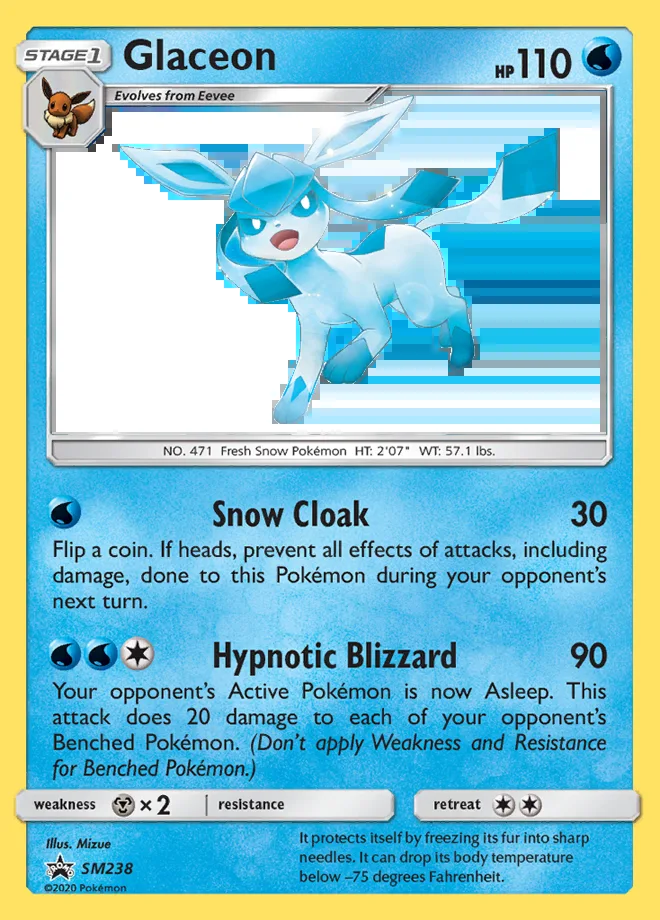 STAGE 1
Glaceon
HP 110
Evolves from Eevee
NO. 471 Fresh Snow Pokémon HT: 2'07" WT: 57.1 lbs.
Snow Cloak 30
Flip a coin. If heads, prevent all effects of attacks, including
damage, done to this Pokémon during your opponent's
next turn.
Hypnotic Blizzard 90
Your opponent's Active Pokémon is now Asleep. This
attack does 20 damage to each of your opponent's
Benched Pokémon. (Don't apply Weakness and Resistance
for Benched Pokémon.)
weakness ×2 resistance retreat
Illus. Mizue
PROMO SM238
©2020 Pokémon
It protects itself by freezing its fur into sharp
needles. It can drop its body temperature
below –75 degrees Fahrenheit.